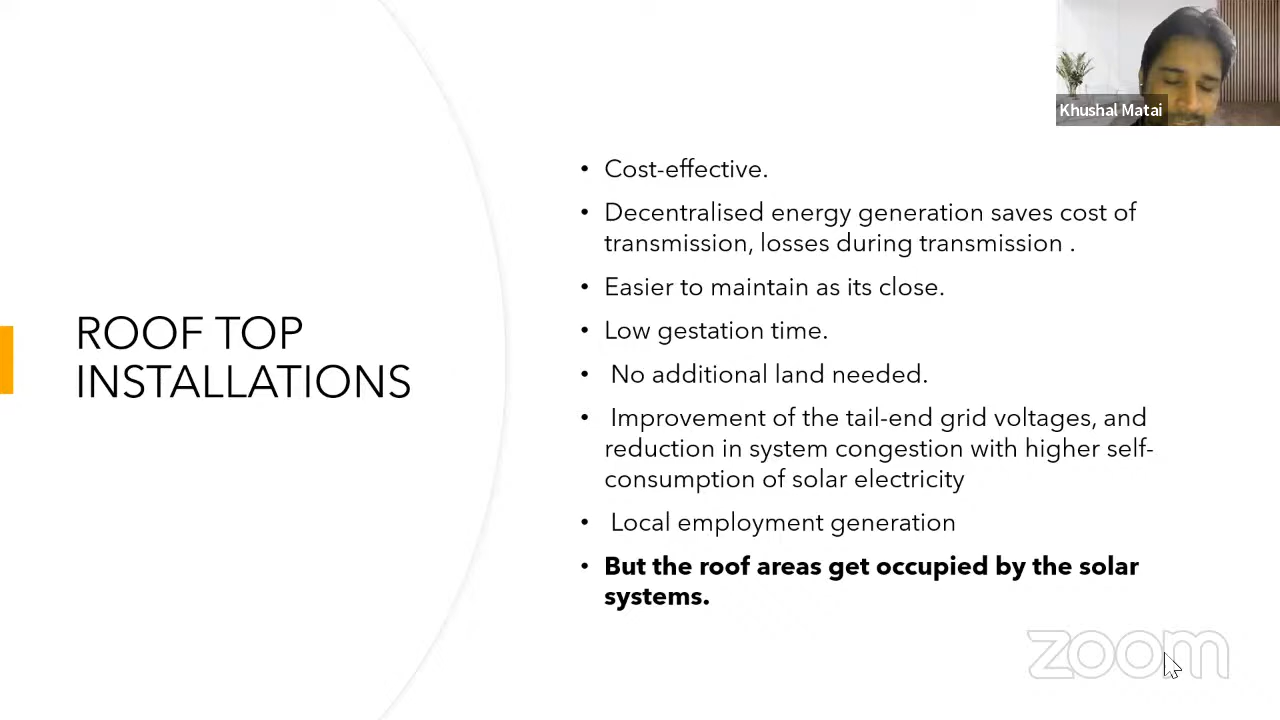 Khushal Matai
ROOF TOP
INSTALLATIONS
• Cost-effective.
• Decentralised energy generation saves cost of
transmission, losses during transmission .
• Easier to maintain as its close.
• Low gestation time.
• No additional land needed.
• Improvement of the tail-end grid voltages, and
reduction in system congestion with higher self-
consumption of solar electricity
• Local employment generation
• But the roof areas get occupied by the solar
systems.
zoom